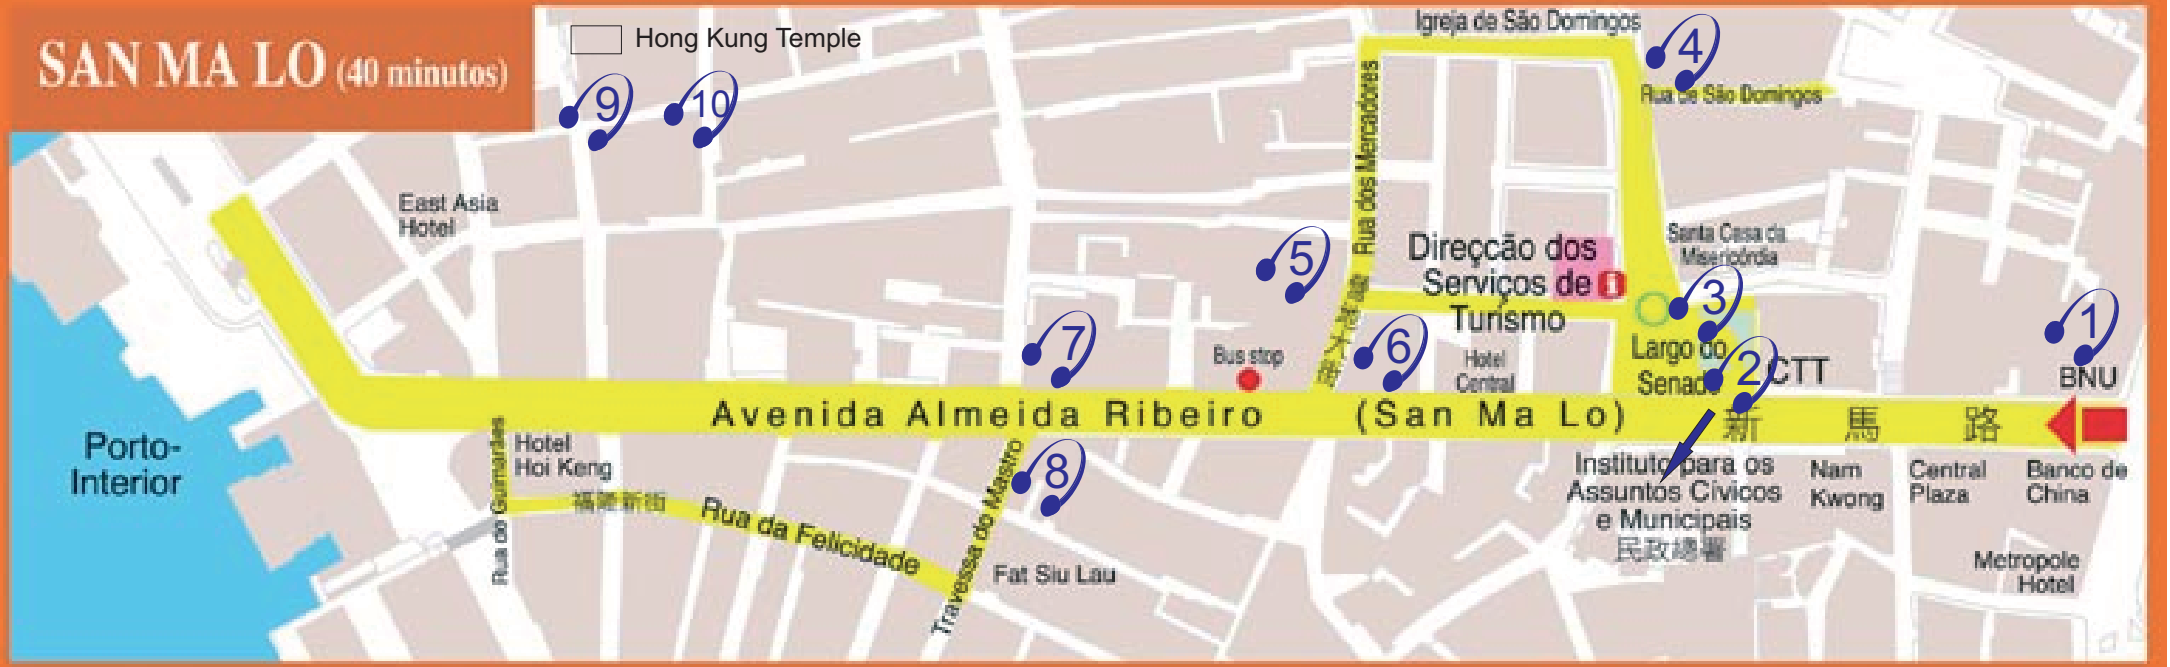 SAN MA LO (40 minutos)
Hong Kung Temple
Igreja de São Domingos
4
9
10
Rua de São Domingos
Rua dos Mercadores
East Asia
Hotel
Santa Casa da
Misericórdia
5
Direcção dos
Serviços de
Turismo
i
3
1
7
6
Bus stop
Hotel
Central
Largo do
Senado
2
CTT
BNU
Avenida Almeida Ribeiro (San Ma Lo)
新馬路
Porto-
Interior
Rua do Guimarães
Hotel
Hoi Keng
福隆新街
Rua da Felicidade
Travessa do Mastro
8
Fat Siu Lau
Instituto para os
Assuntos Cívicos
e Municipais
民政總署
Nam
Kwong
Central
Plaza
Banco de
China
Metropole
Hotel